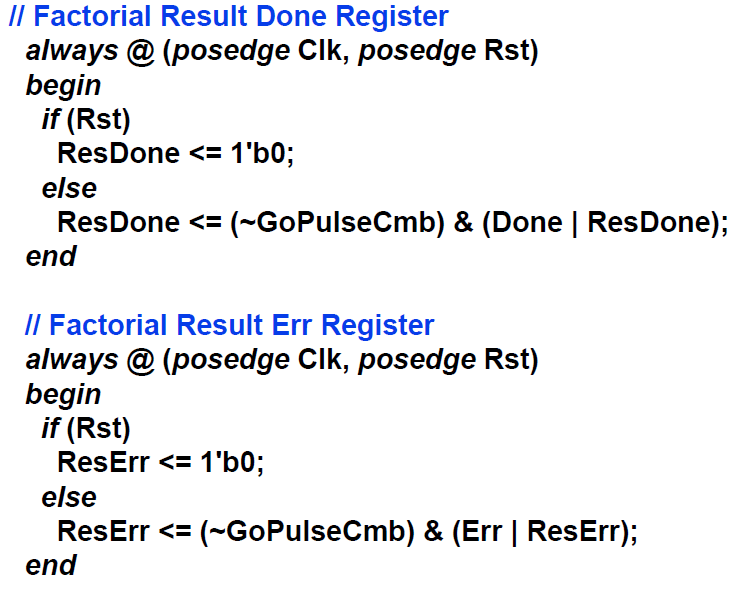 // Factorial Result Done Register
always @ (posedge Clk, posedge Rst)
begin
if (Rst)
ResDone <= 1'b0;
else
ResDone <= (~GoPulseCmb) & (Done | ResDone);
end
// Factorial Result Err Register
always @ (posedge Clk, posedge Rst)
begin
if (Rst)
ResErr <= 1'b0;
else
ResErr <= (~GoPulseCmb) & (Err | ResErr);
end